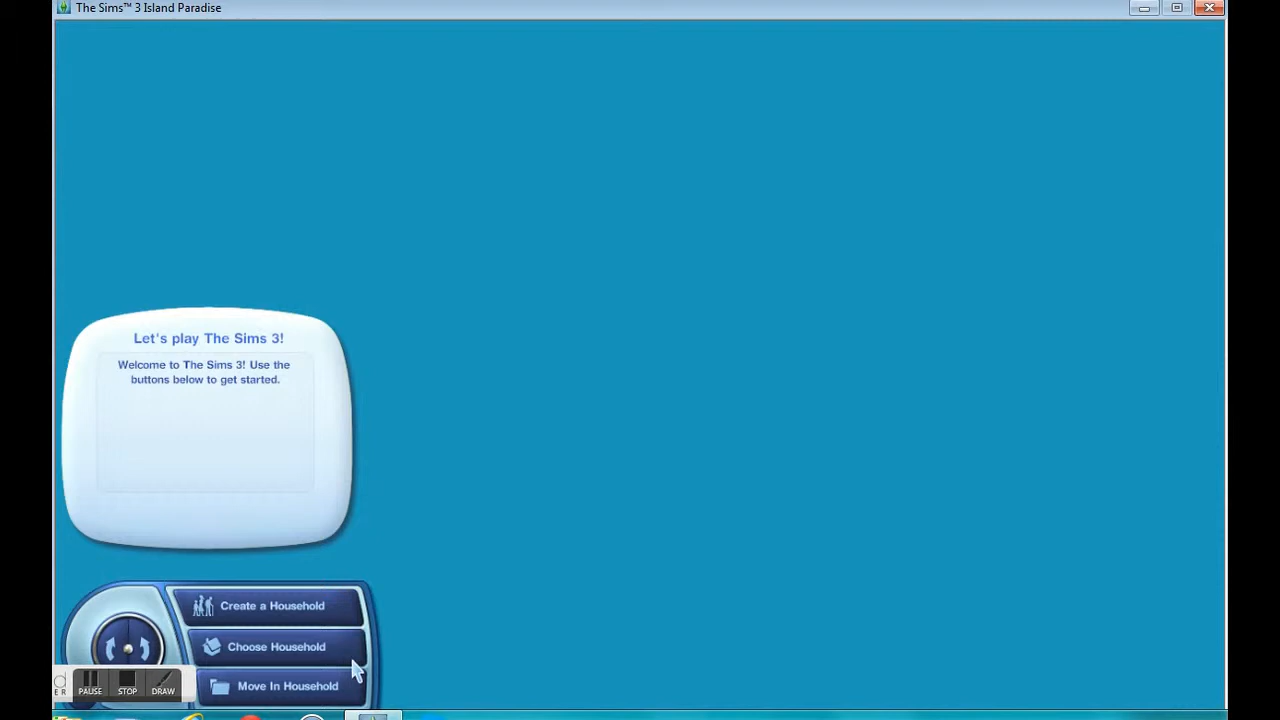 The Sims™ 3 Island Paradise
Let's play The Sims 3!
Welcome to The Sims 3! Use the
buttons below to get started.
Create a Household
Choose Household
Move In Household
ER
PAUSE
STOP
DRAW